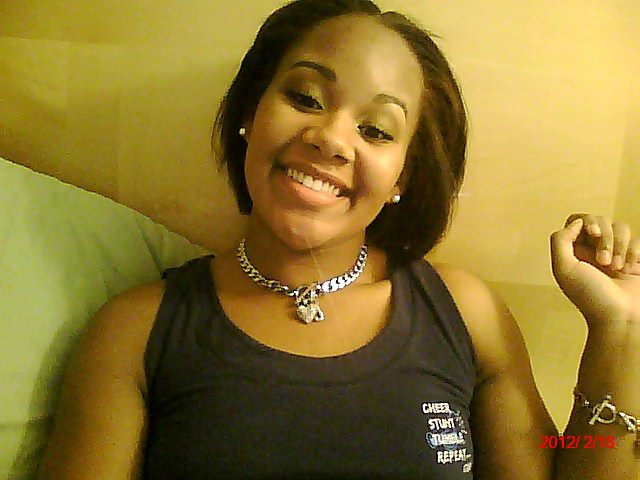 CHEER
STUNT
TUMBLE
REPEAT
2012/ 2/18